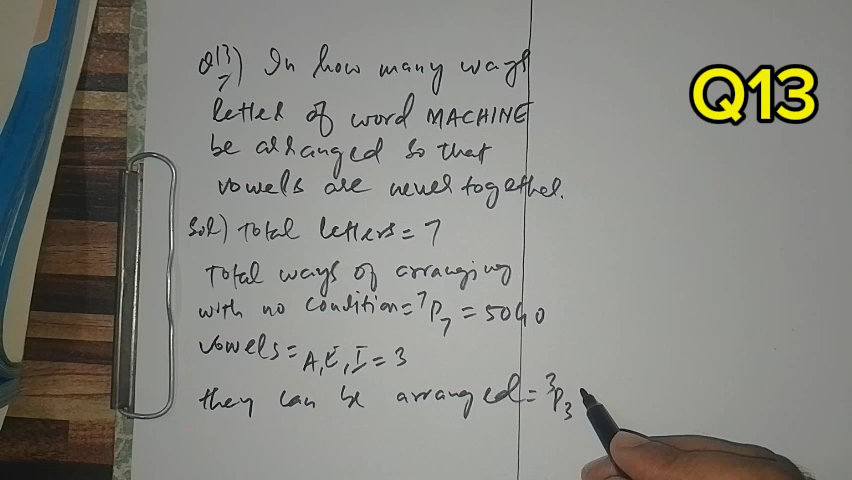 Q13) In how many ways
letter of word MACHINE
be arranged so that
vowels are never together.
Sol) Total letters = 7
Total ways of arranging
with no condition = ⁷P₇ = 5040
vowels = A, E, I = 3
they can be arranged = ³P₃
Q13